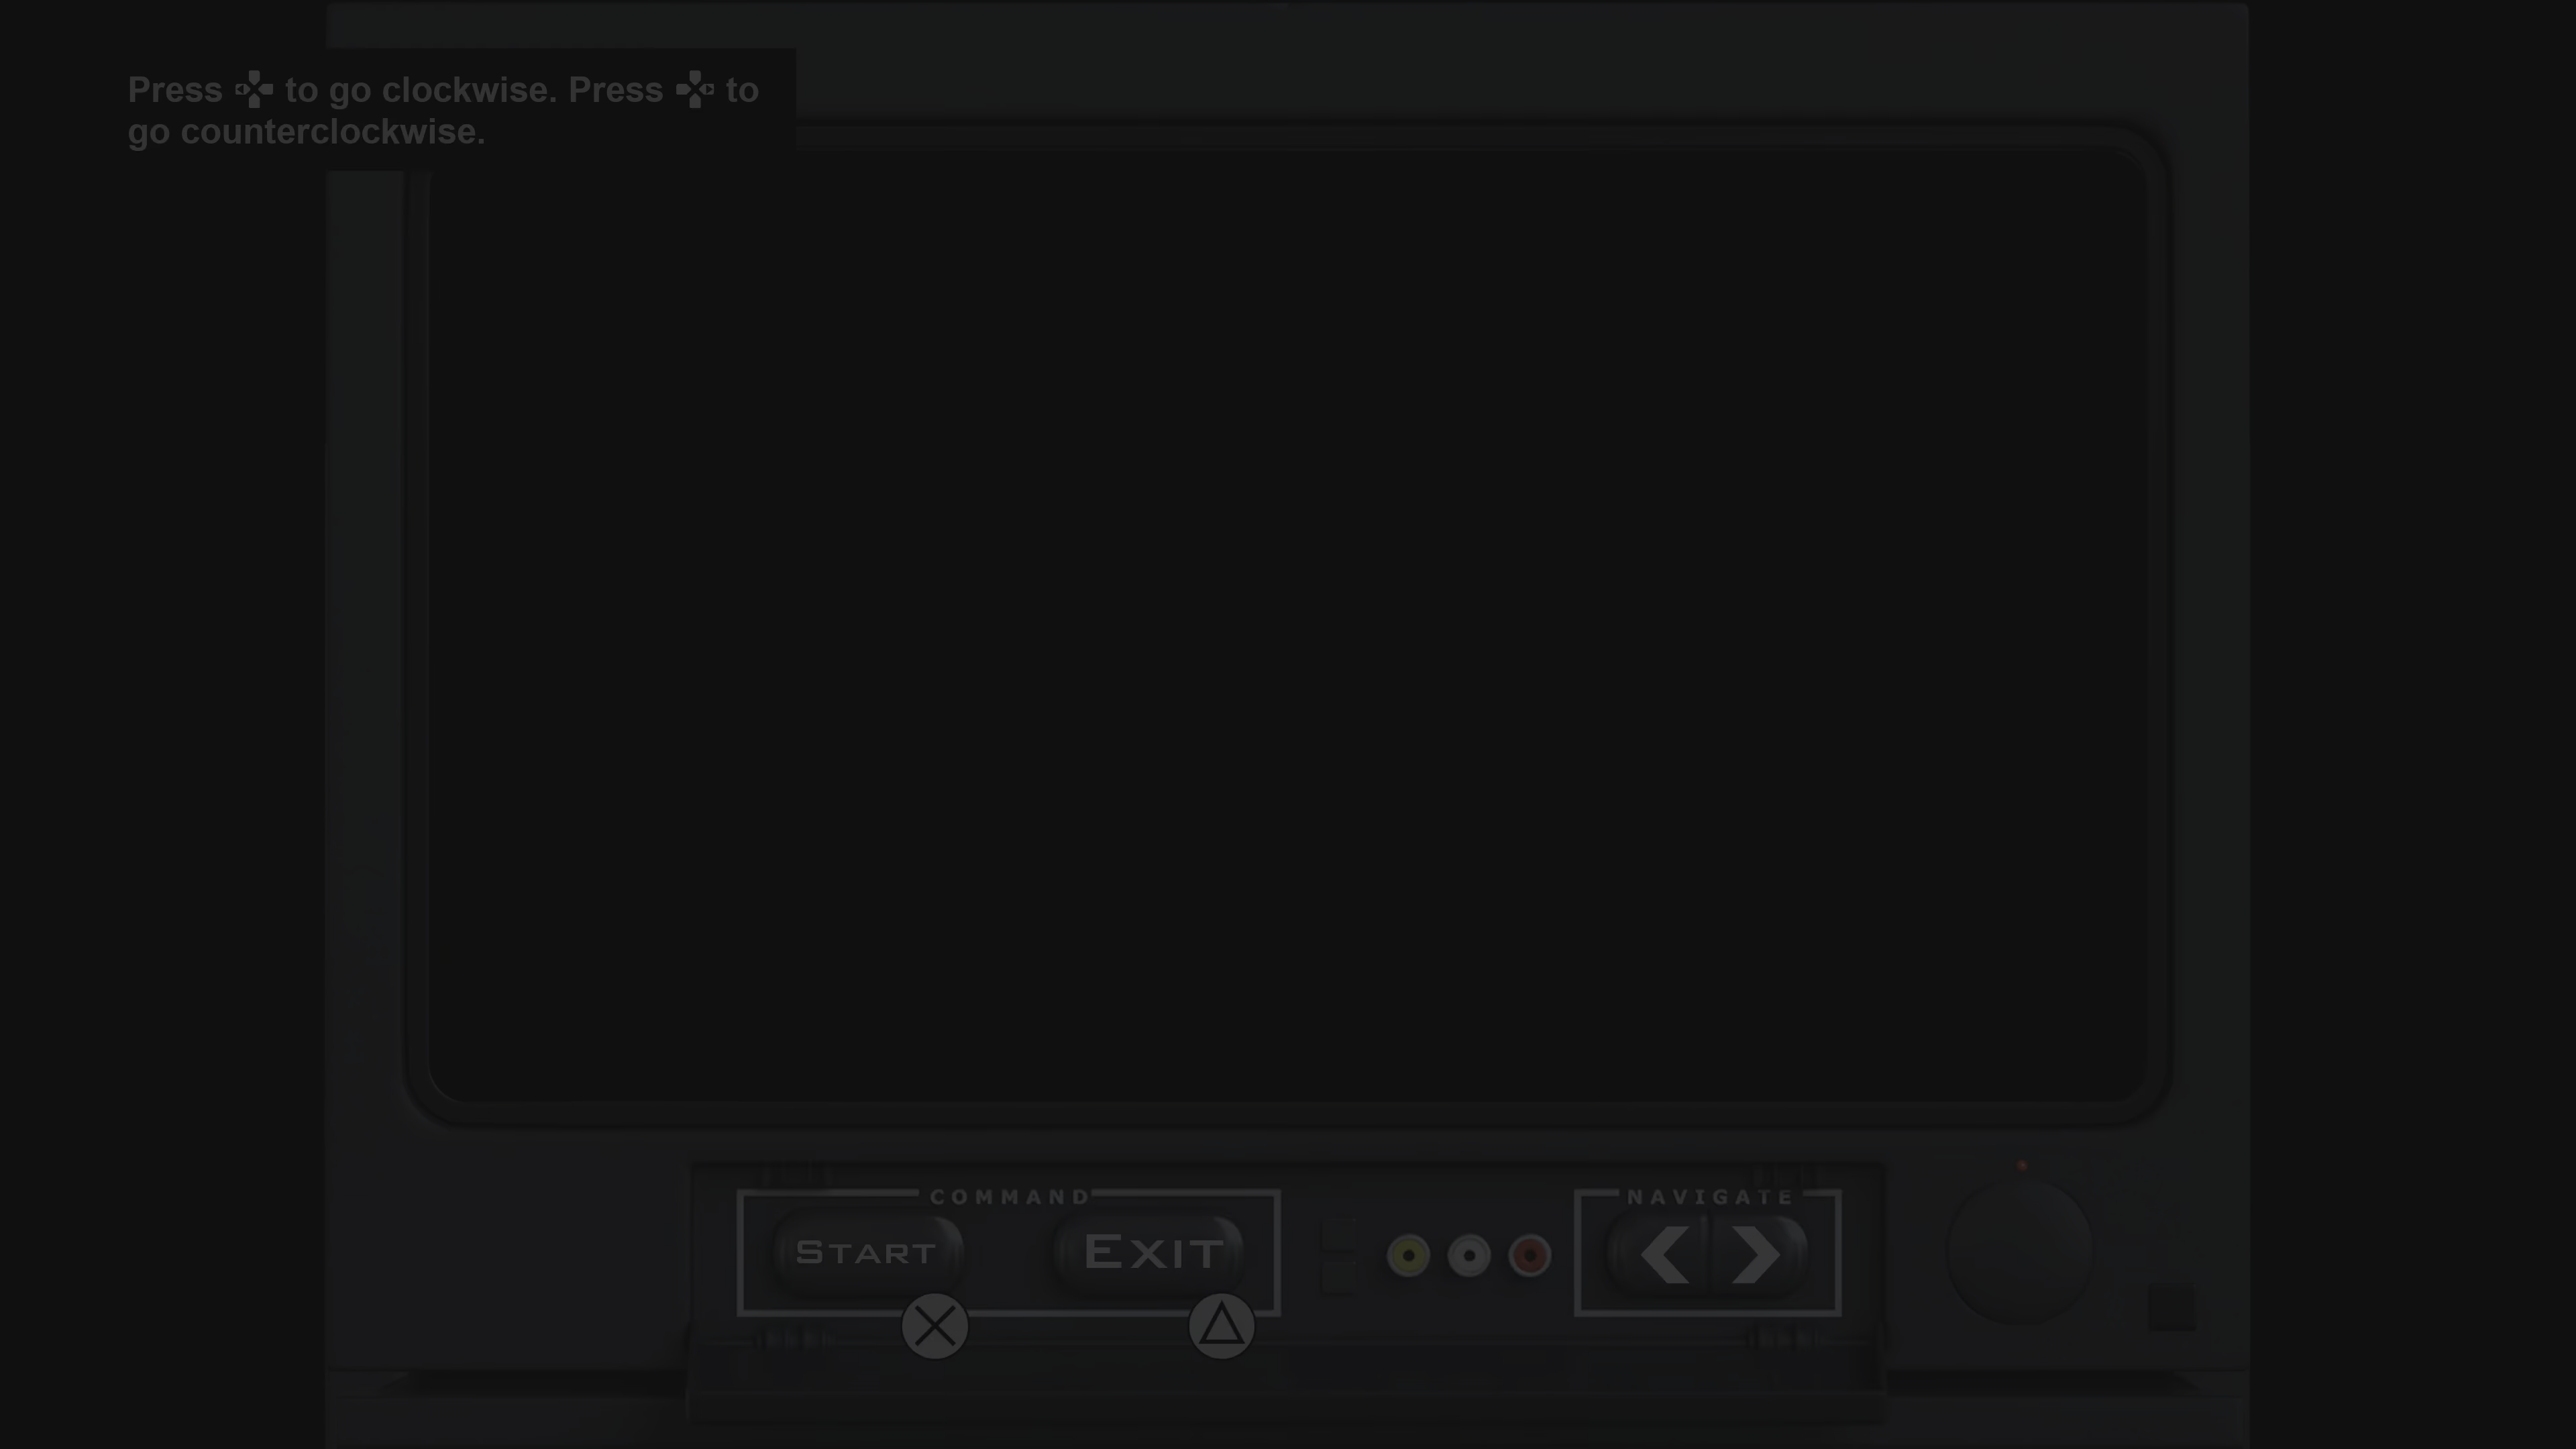 Press to go clockwise. Press to
go counterclockwise.
COMMAND
NAVIGATE
START
EXIT